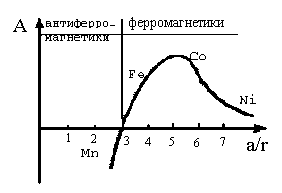 A
антиферро-
магнетики
ферромагнетики
Fe
Co
Ni
Mn
1 2 3 4 5 6 7
a/r